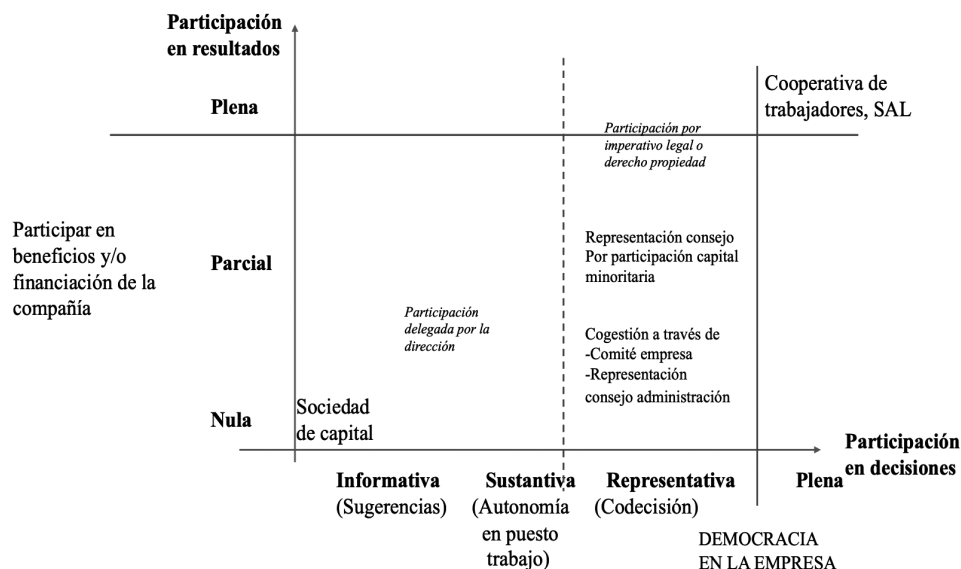 Participación
en resultados
Plena
Cooperativa de
trabajadores, SAL
Participación por
imperativo legal o
derecho propiedad
Participar en
beneficios y/o
financiación de la
compañía
Parcial
Representación consejo
Por participación capital
minoritaria
Participación
delegada por la
dirección
Cogestión a través de
-Comité empresa
-Representación
consejo administración
Nula
Sociedad
de capital
Participación
en decisiones
Informativa
(Sugerencias)
Sustantiva
(Autonomía
en puesto
trabajo)
Representativa
(Codecisión)
Plena
DEMOCRACIA
EN LA EMPRESA